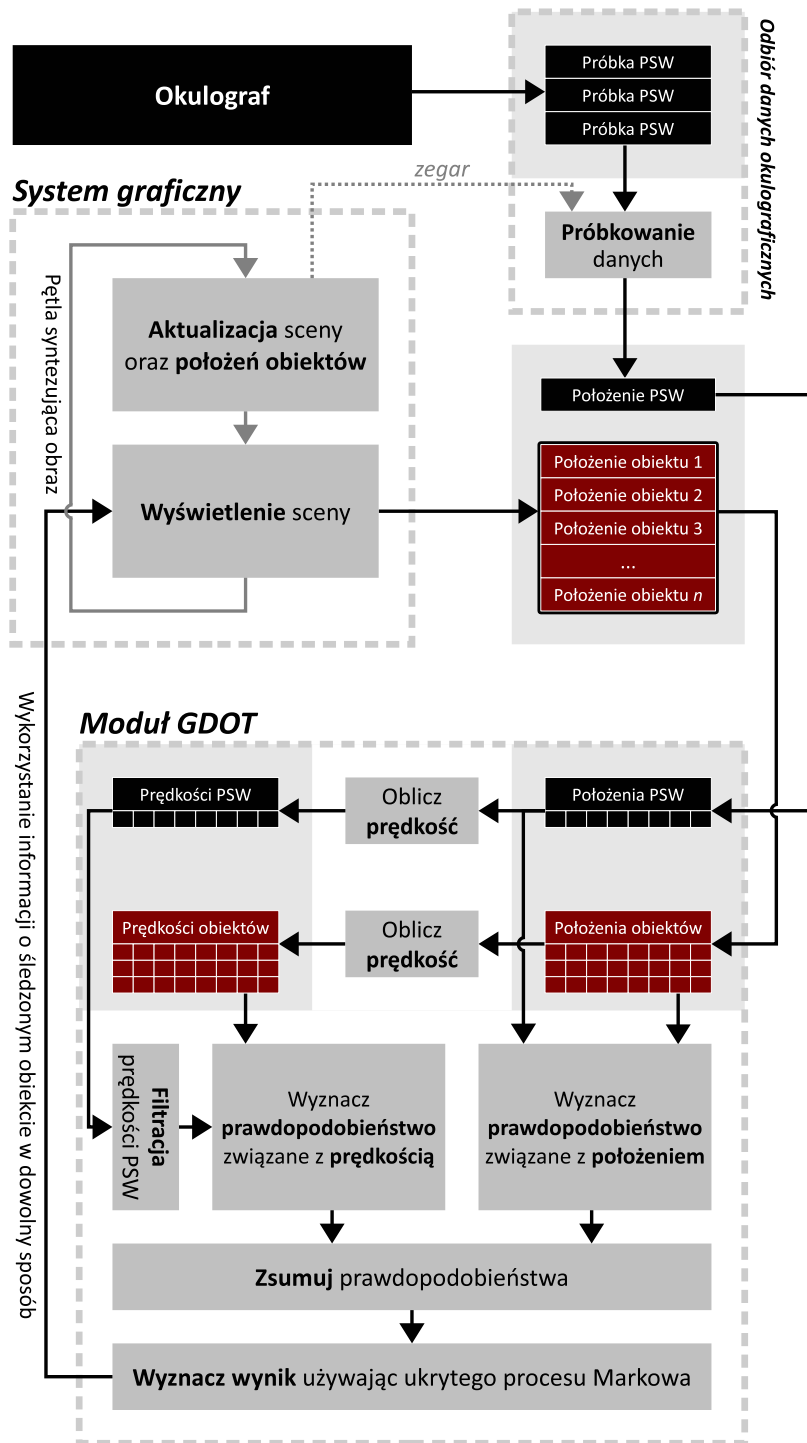 Okulograf
Próbka PSW
Próbka PSW
Próbka PSW
Odbiór danych okulograficznych
zegar
System graficzny
Próbkowanie
danych
Pętla syntezująca obraz
Aktualizacja sceny
oraz położeń obiektów
Wyświetlenie sceny
Położenie PSW
Położenie obiektu 1
Położenie obiektu 2
Położenie obiektu 3
...
Położenie obiektu n
Wykorzystanie informacji o śledzonym obiekcie w dowolny sposób
Moduł GDOT
Prędkości PSW
Oblicz
prędkość
Położenia PSW
Prędkości obiektów
Oblicz
prędkość
Położenia obiektów
Filtracja
prędkości PSW
Wyznacz
prawdopodobieństwo
związane z prędkością
Wyznacz
prawdopodobieństwo
związane z położeniem
Zsumuj prawdopodobieństwa
Wyznacz wynik używając ukrytego procesu Markowa